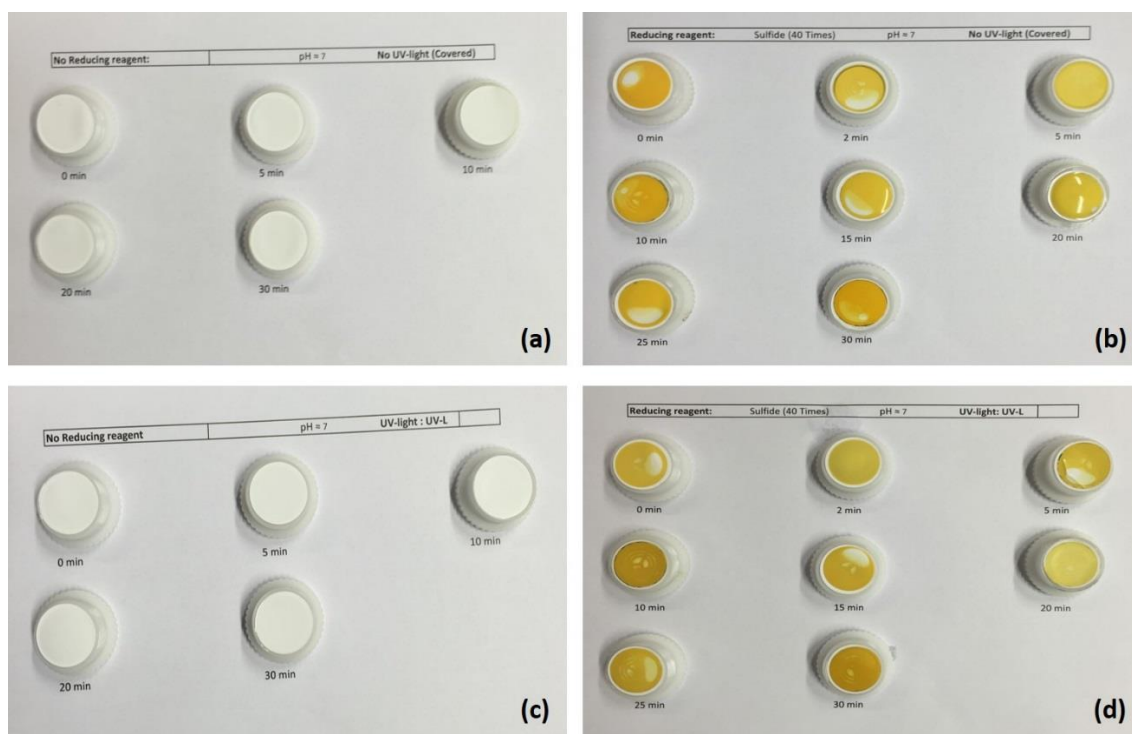 No Reducing reagent: pH = 7 No UV-light (Covered)
0 min 5 min 10 min
20 min 30 min
(a)
Reducing reagent: Sulfide (40 Times) pH = 7 No UV-light (Covered)
0 min 2 min 5 min
10 min 15 min 20 min
25 min 30 min
(b)
No Reducing reagent pH = 7 UV-light : UV-L
0 min 5 min 10 min
20 min 30 min
(c)
Reducing reagent: Sulfide (40 Times) pH = 7 UV-light: UV-L
0 min 2 min 5 min
10 min 15 min 20 min
25 min 30 min
(d)